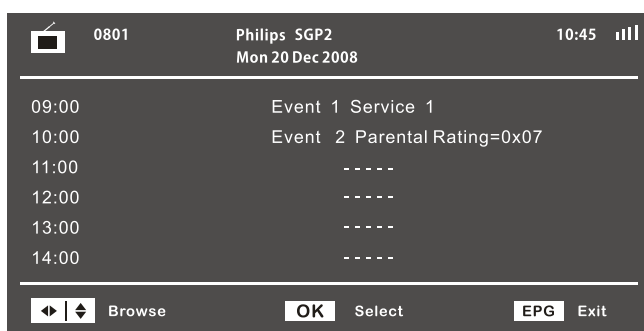 0801 Philips SGP2 10:45
Mon 20 Dec 2008
09:00 Event 1 Service 1
10:00 Event 2 Parental Rating=0x07
11:00 -----
12:00 -----
13:00 -----
14:00 -----
Browse OK Select EPG Exit